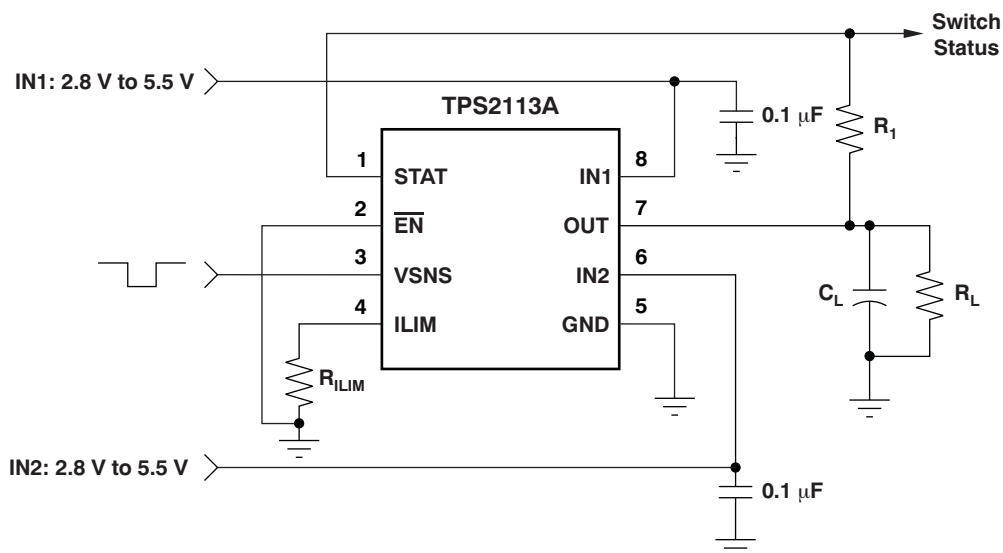 Switch
Status
IN1: 2.8 V to 5.5 V
TPS2113A
0.1 μF
R1
1
STAT
IN1
8
2
EN
OUT
7
3
VSNS
IN2
6
4
ILIM
GND
5
CL
RL
RILIM
IN2: 2.8 V to 5.5 V
0.1 μF